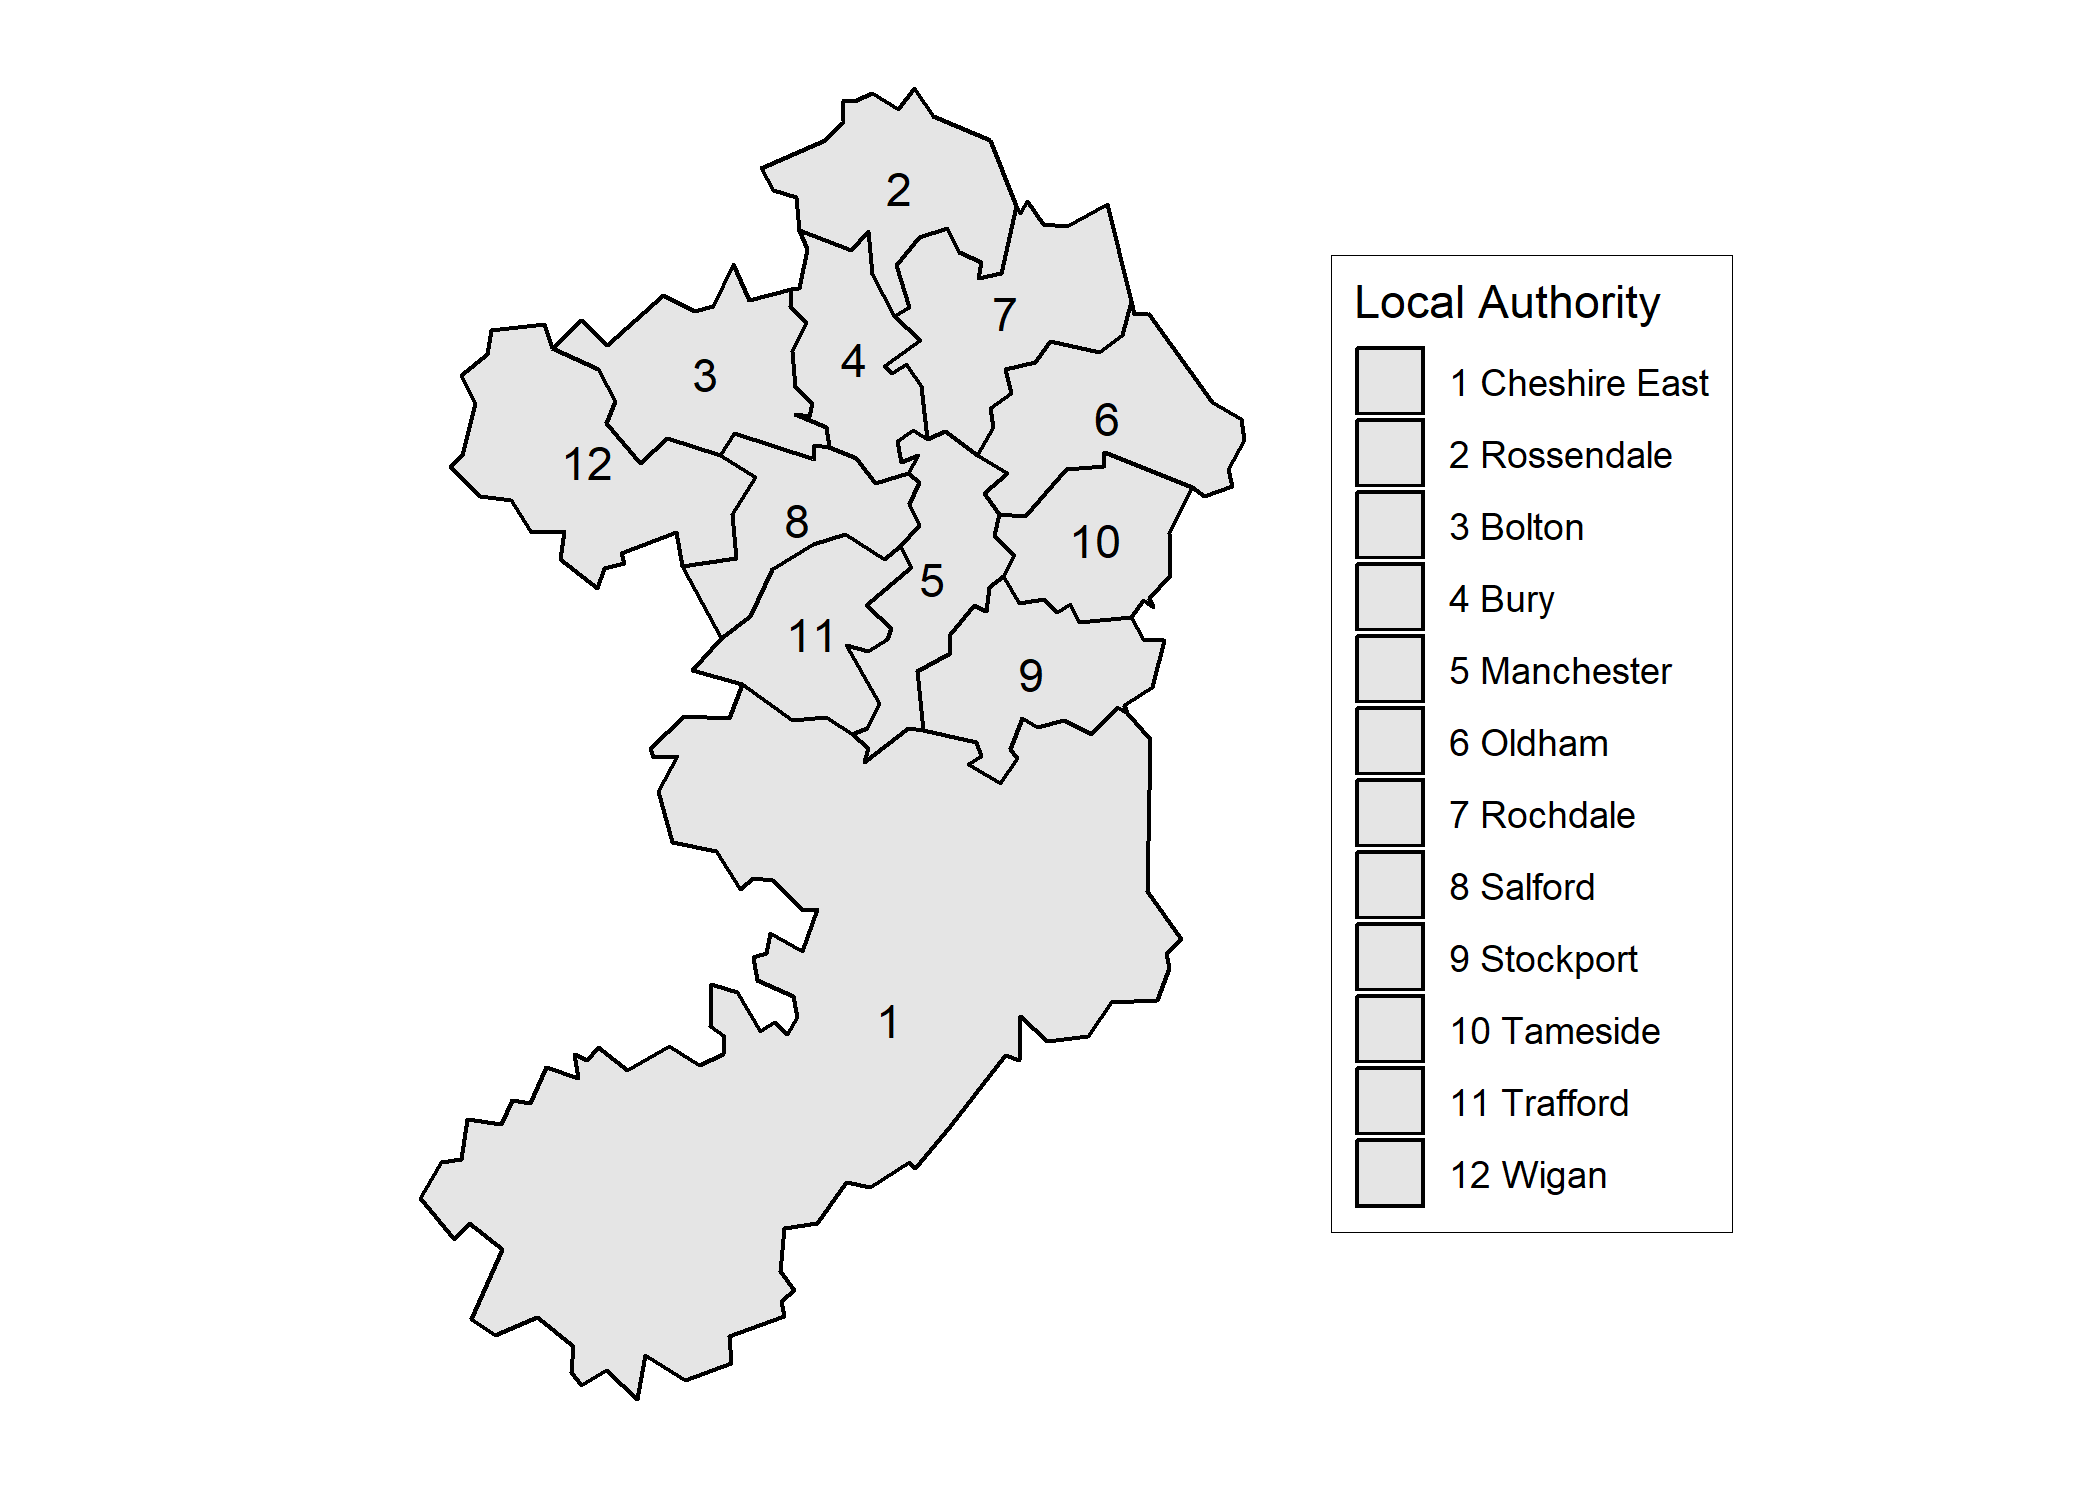 2
7
4
3
6
12
8
10
5
11
9
1
Local Authority
1 Cheshire East
2 Rossendale
3 Bolton
4 Bury
5 Manchester
6 Oldham
7 Rochdale
8 Salford
9 Stockport
10 Tameside
11 Trafford
12 Wigan